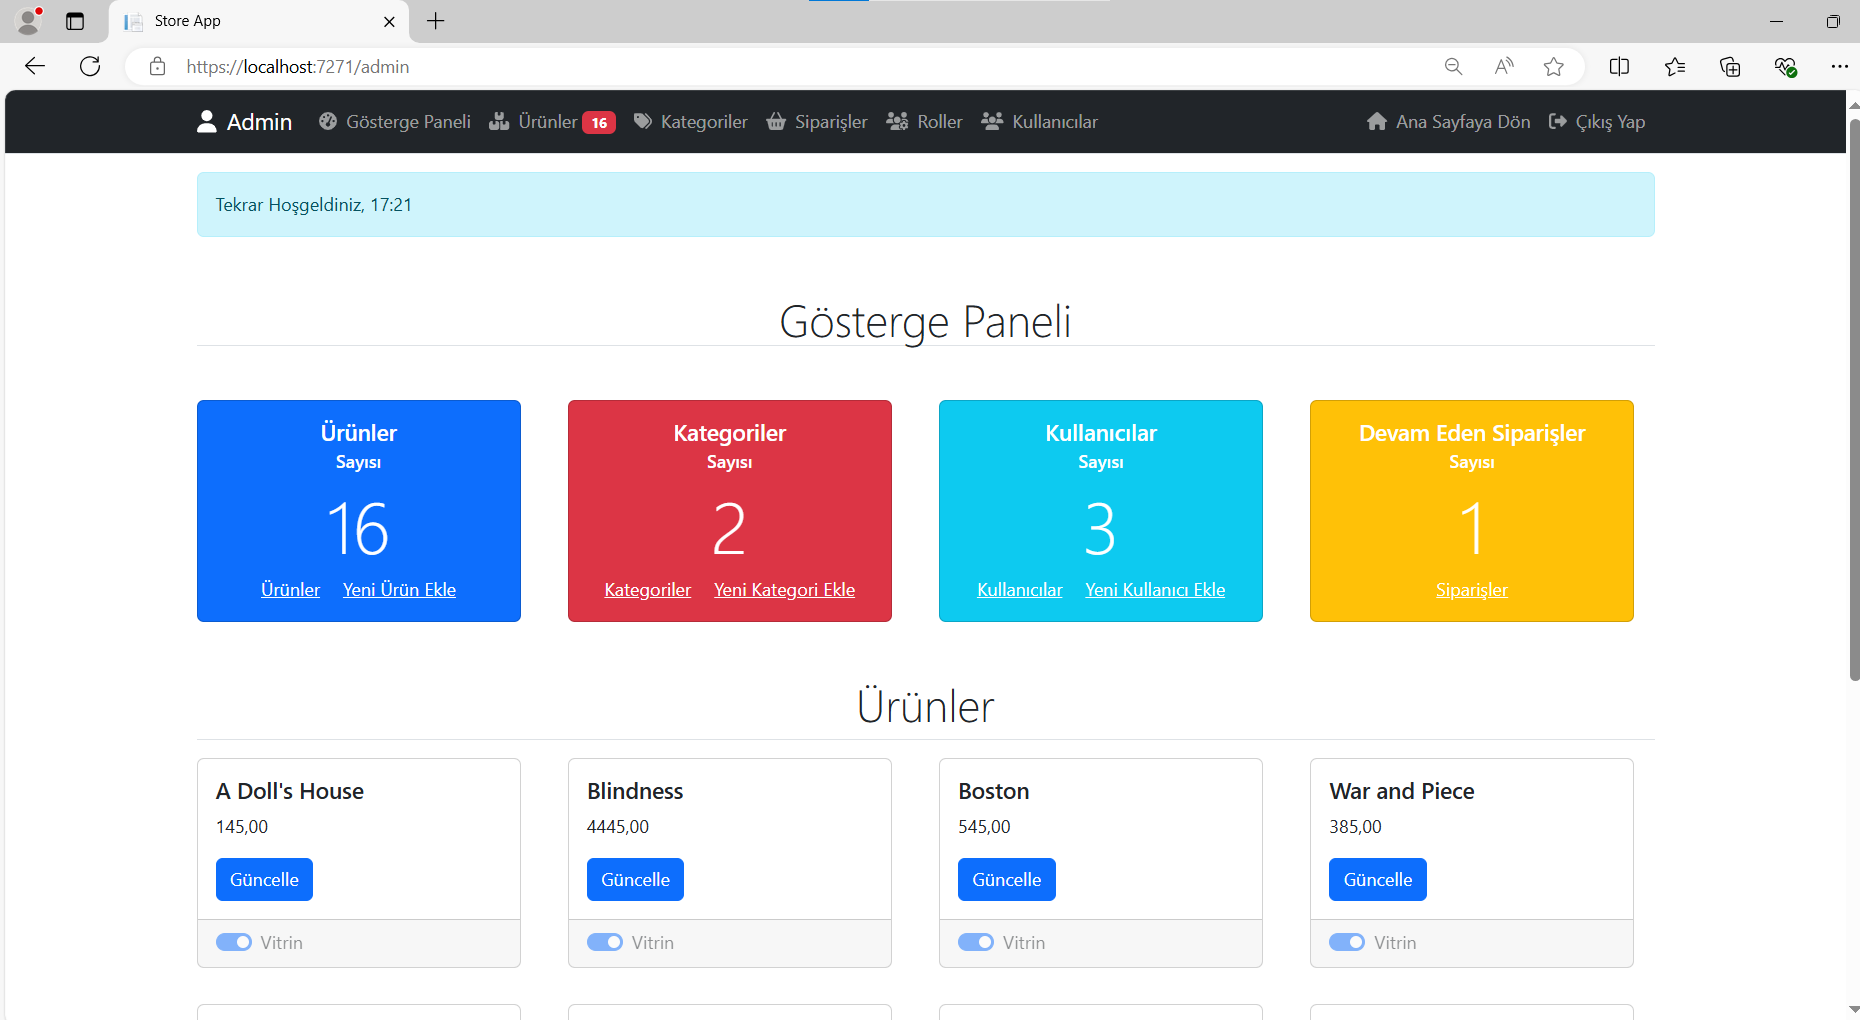 Store App
https://localhost:7271/admin
Admin Gösterge Paneli Ürünler 16 Kategoriler Siparişler Roller Kullanıcılar Ana Sayfaya Dön Çıkış Yap
Tekrar Hoşgeldiniz, 17:21
Gösterge Paneli
Ürünler
Sayısı
16
Ürünler Yeni Ürün Ekle
Kategoriler
Sayısı
2
Kategoriler Yeni Kategori Ekle
Kullanıcılar
Sayısı
3
Kullanıcılar Yeni Kullanıcı Ekle
Devam Eden Siparişler
Sayısı
1
Siparişler
Ürünler
A Doll's House
145,00
Güncelle
Vitrin
Blindness
4445,00
Güncelle
Vitrin
Boston
545,00
Güncelle
Vitrin
War and Piece
385,00
Güncelle
Vitrin